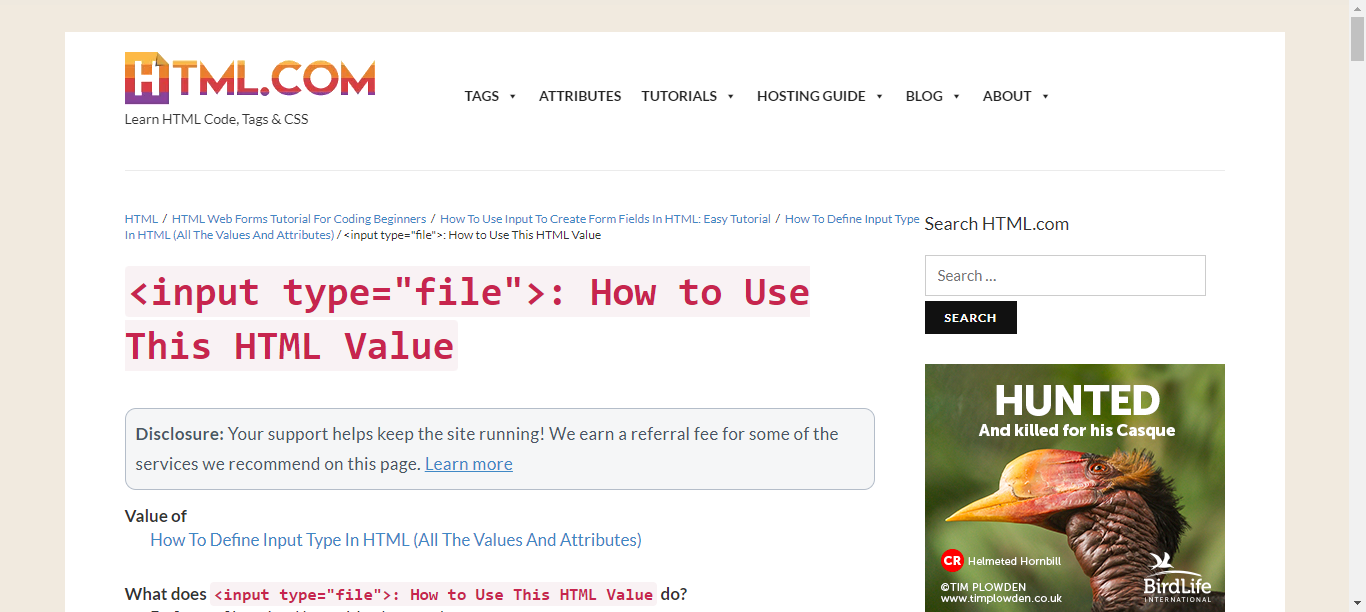 HTML.COM
Learn HTML Code, Tags & CSS
TAGS ATTRIBUTES TUTORIALS HOSTING GUIDE BLOG ABOUT
HTML / HTML Web Forms Tutorial For Coding Beginners / How To Use Input To Create Form Fields In HTML: Easy Tutorial / How To Define Input Type
In HTML (All The Values And Attributes) / <input type="file">: How to Use This HTML Value
<input type="file">: How to Use
This HTML Value
Disclosure: Your support helps keep the site running! We earn a referral fee for some of the
services we recommend on this page. Learn more
Value of
How To Define Input Type In HTML (All The Values And Attributes)
What does <input type="file">: How to Use This HTML Value do?
Search HTML.com
Search ...
SEARCH
HUNTED
And killed for his Casque
CR Helmeted Hornbill
©TIM PLOWDEN
www.timplowden.co.uk
BirdLife
INTERNATIONAL